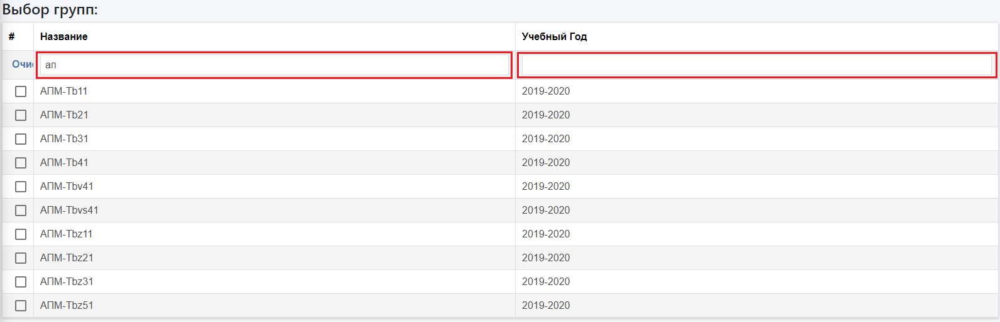 Выбор групп:
# Название Учебный Год
Очис ап
АПМ-Tb11 2019-2020
АПМ-Tb21 2019-2020
АПМ-Tb31 2019-2020
АПМ-Tb41 2019-2020
АПМ-Tbv41 2019-2020
АПМ-Tbvs41 2019-2020
АПМ-Tbz11 2019-2020
АПМ-Tbz21 2019-2020
АПМ-Tbz31 2019-2020
АПМ-Tbz51 2019-2020